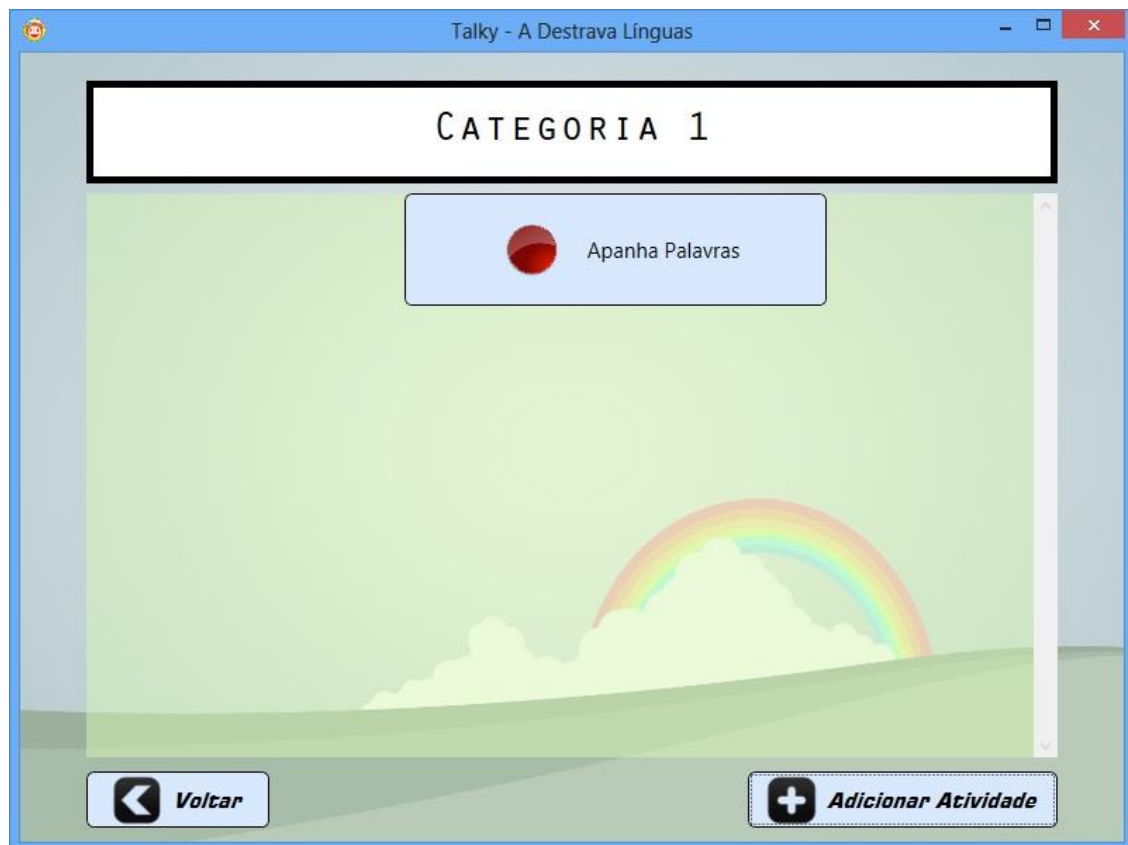 Talky - A Destrava Línguas
CATEGORIA 1
Apanha Palavras
Voltar
Adicionar Atividade